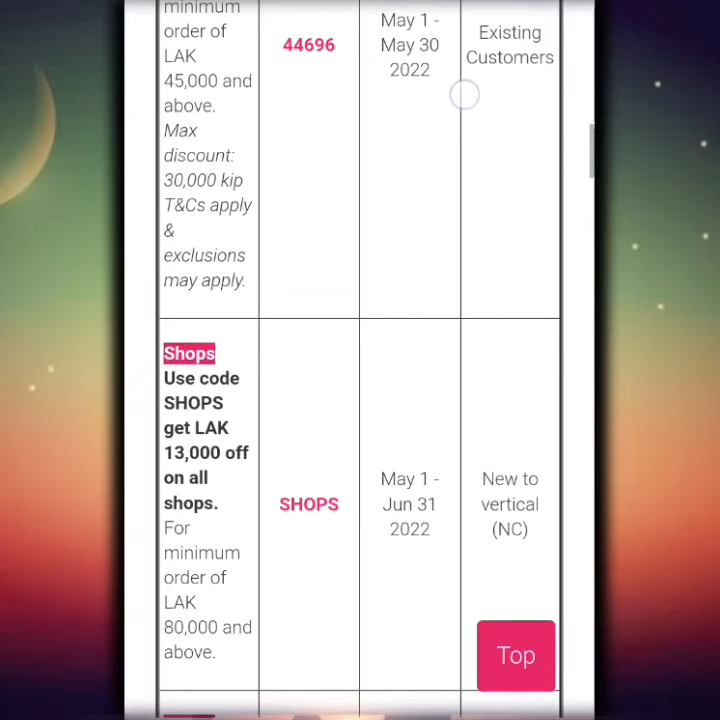 minimum
order of
LAK
45,000 and
above.
Max
discount:
30,000 kip
T&Cs apply
&
exclusions
may apply.
44696
May 1 -
May 30
2022
Existing
Customers
Shops
Use code
SHOPS
get LAK
13,000 off
on all
shops.
For
minimum
order of
LAK
80,000 and
above.
SHOPS
May 1 -
Jun 31
2022
New to
vertical
(NC)
Top